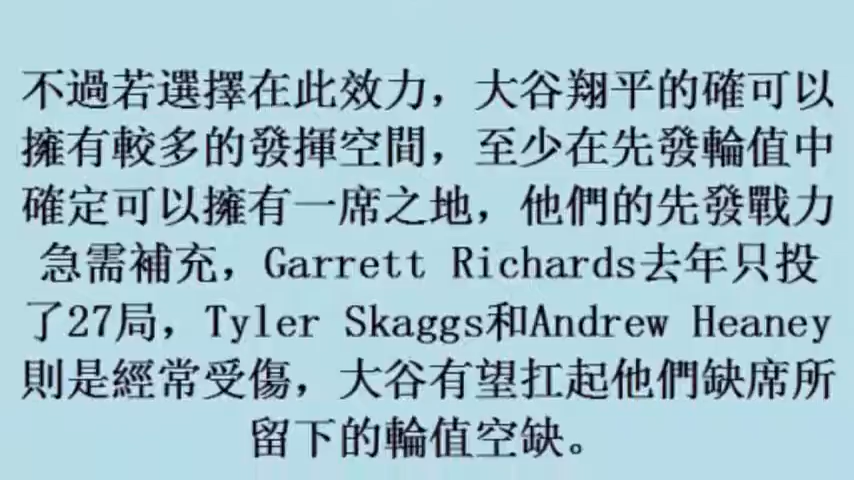 不過若選擇在此效力，大谷翔平的確可以
擁有較多的發揮空間，至少在先發輪值中
確定可以擁有一席之地，他們的先發戰力
急需補充，Garrett Richards去年只投
了27局，Tyler Skaggs和Andrew Heaney
則是經常受傷，大谷有望扛起他們缺席所
留下的輪值空缺。